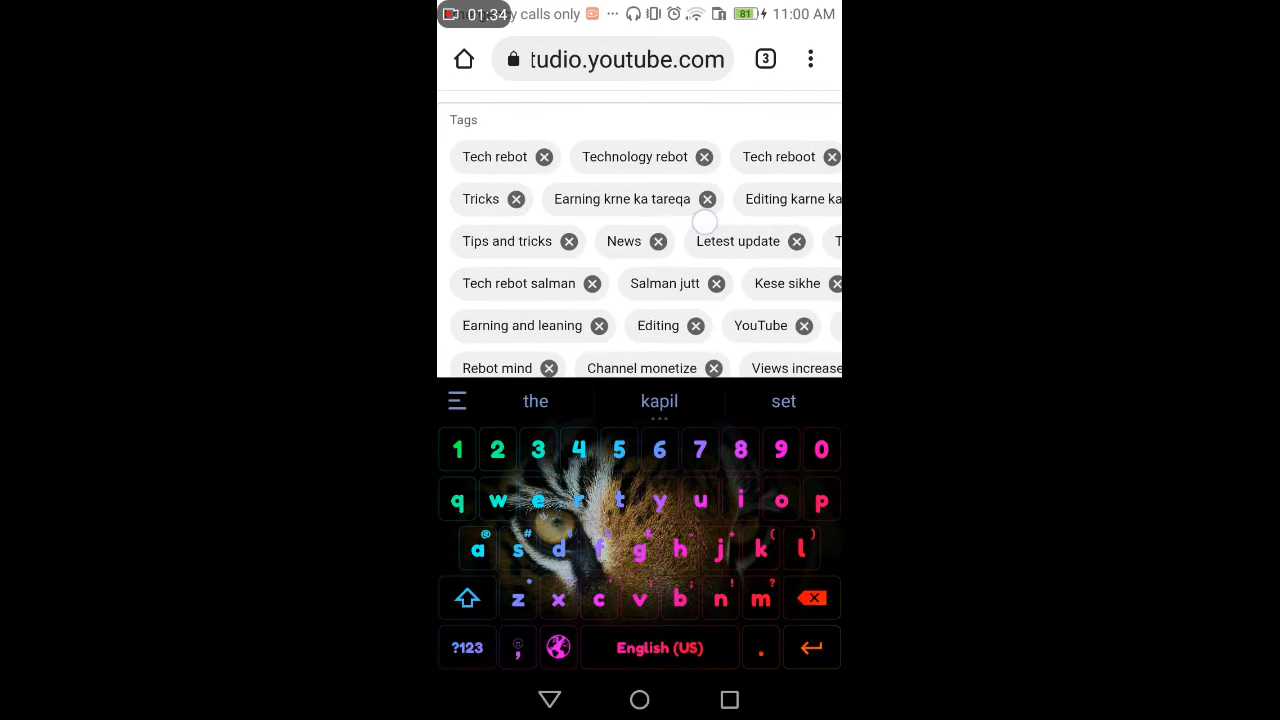 01:34 y calls only 81 11:00 AM
tudio.youtube.com 3
Tags
Tech rebot Technology rebot Tech reboot
Tricks Earning krne ka tareqa Editing karne ka
Tips and tricks News Letest update T
Tech rebot salman Salman jutt Kese sikhe
Earning and leaning Editing YouTube
Rebot mind Channel monetize Views increase
the kapil set
1 2 3 4 5 6 7 8 9 0
q w e r t y u i o p
@ #
a s d f g h j k l
z x c v b n m
?123 , English (US) .